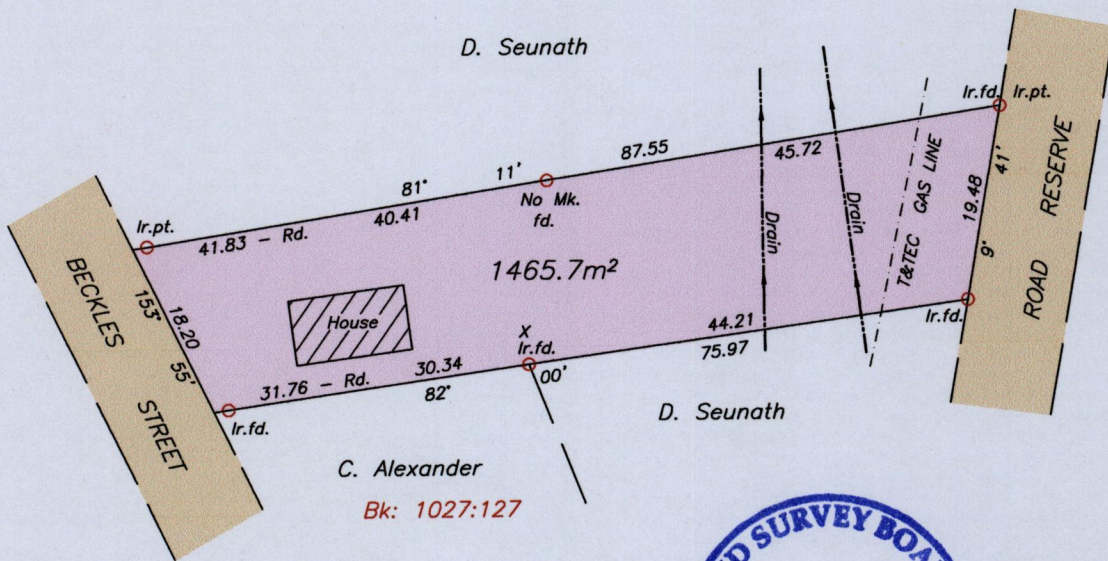 D. Seunath
Ir.fd. Ir.pt.
87.55
45.72
11'
81°
40.41
No Mk.
fd.
Ir.pt.
41.83 - Rd.
Drain
Drain
T&TEC GAS LINE
41'
19.48
9°
ROAD RESERVE
Ir.fd.
1465.7m²
BECKLES STREET
153°
18.20
55'
House
X
Ir.fd.
00'
44.21
75.97
30.34
31.76 - Rd.
82°
Ir.fd.
D. Seunath
C. Alexander
Bk: 1027:127
D SURVEY BOA